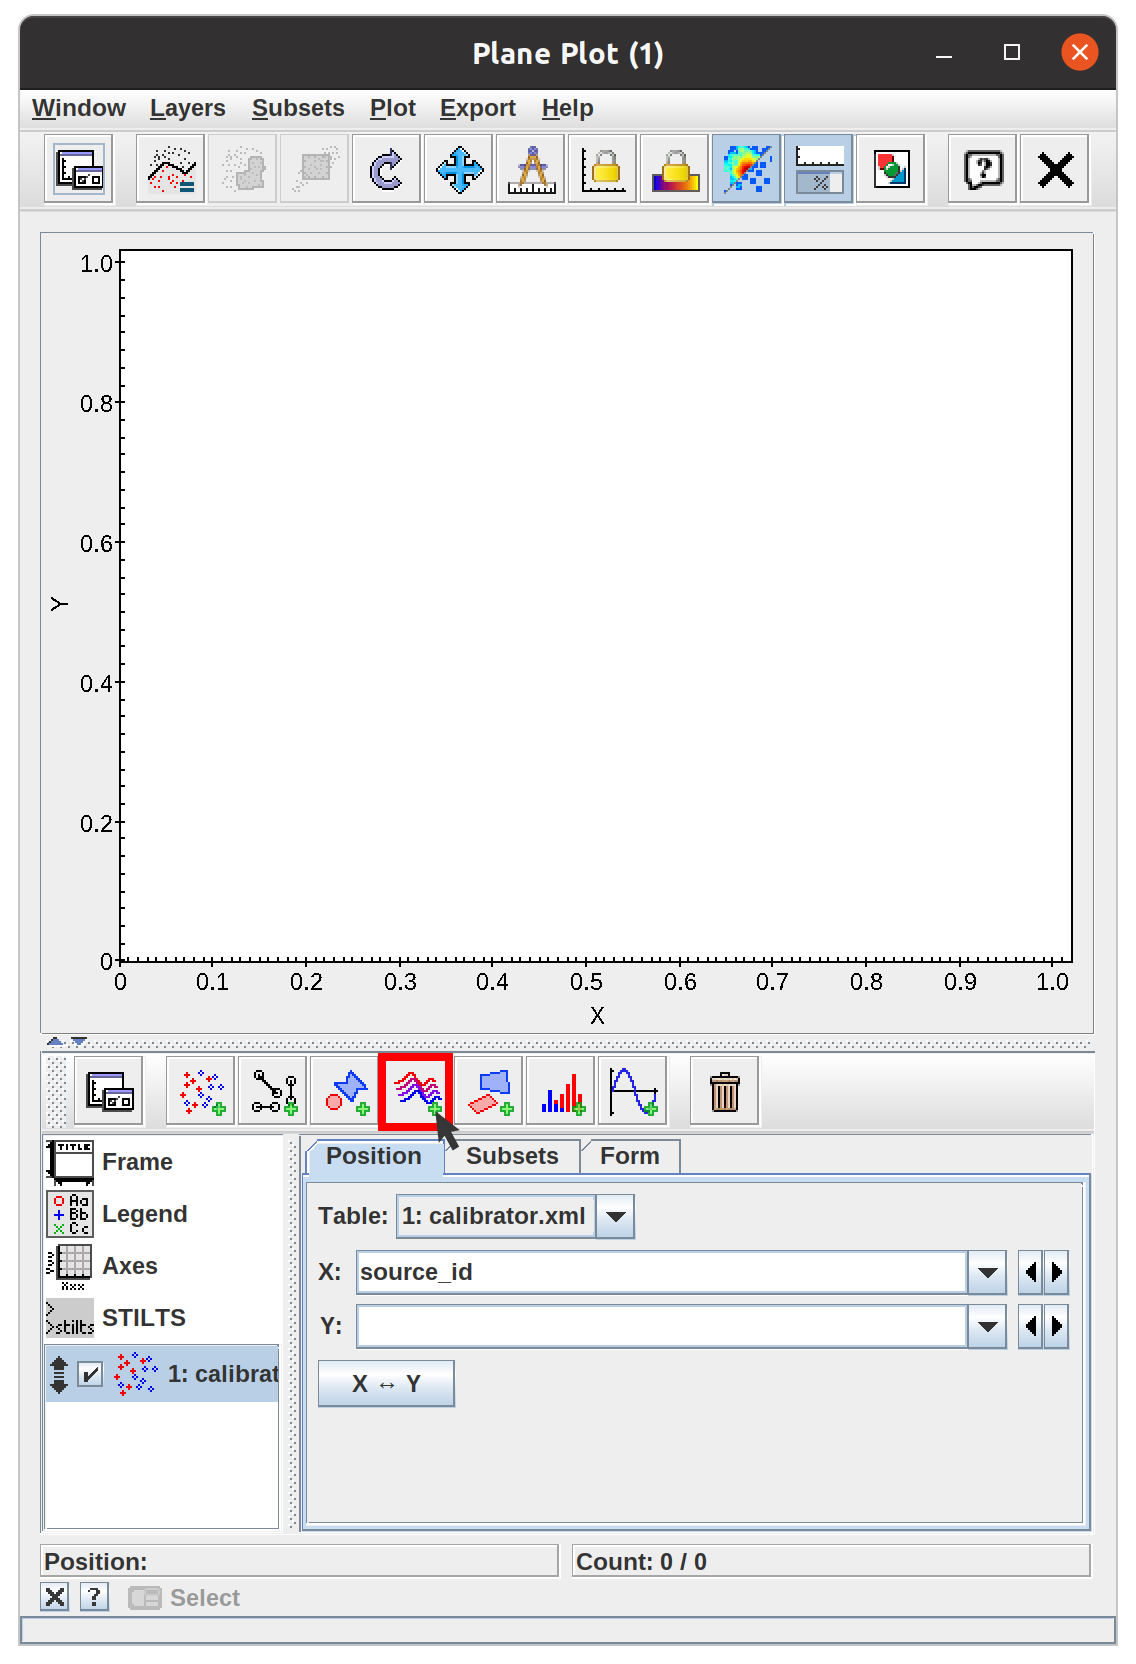 Plane Plot (1)
Window Layers Subsets Plot Export Help
%
?
1.0
0.8
0.6
0.4
0.2
0
Y
0 0.1 0.2 0.3 0.4 0.5 0.6 0.7 0.8 0.9 1.0
X
TITLE
Frame
Aa
Bb
Cc
Legend
Xxx
Axes
>stilts
STILTS
1: calibrat
Position Subsets Form
Table: 1: calibrator.xml
X: source_id
Y:
X ↔ Y
Position:
Count: 0 / 0
? Select